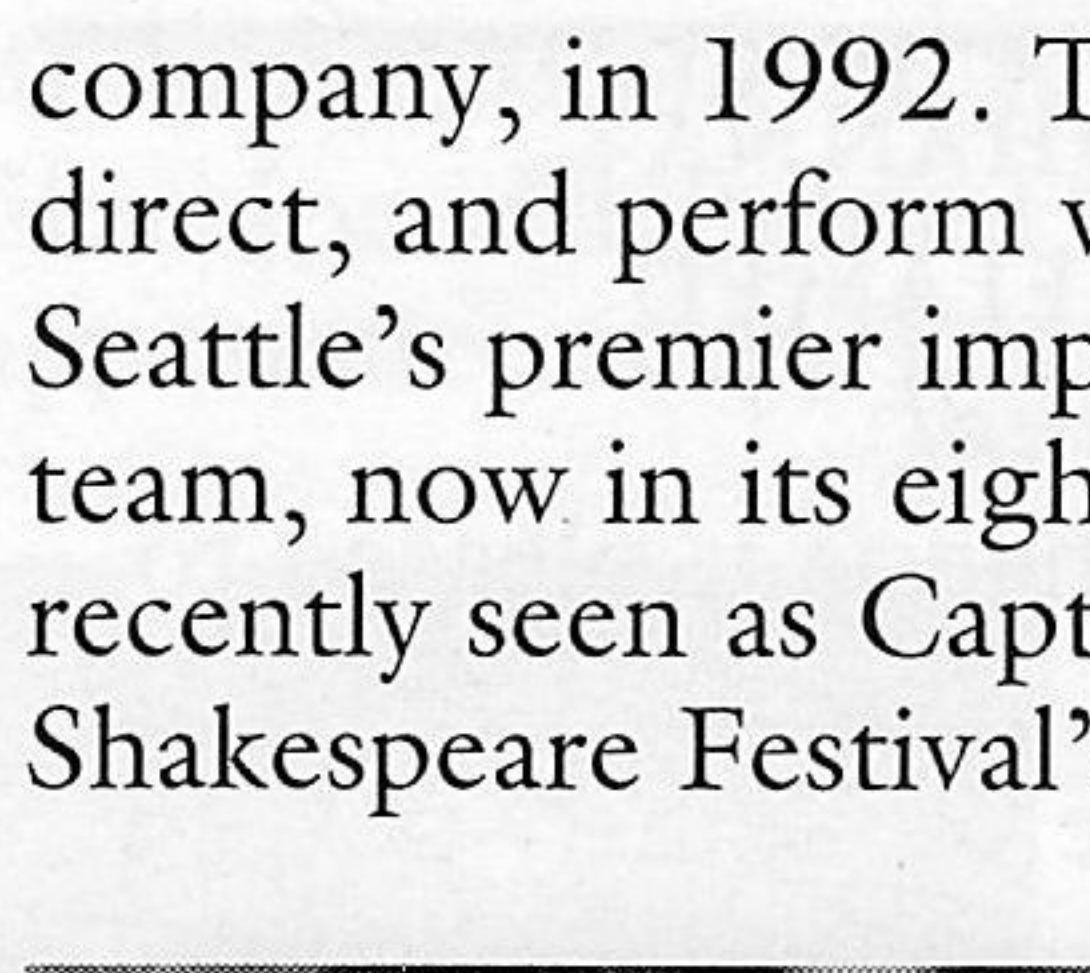 company, in 1992. T
direct, and perform
Seattle's premier imp
team, now in its eigh
recently seen as Capt
Shakespeare Festival'